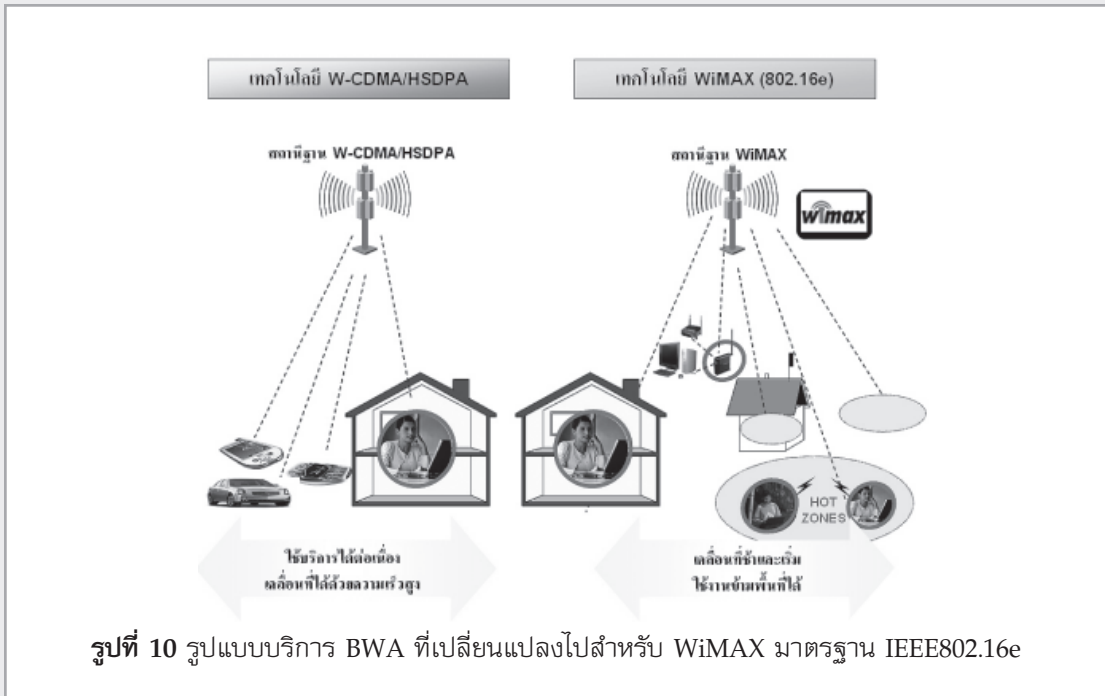 เทคโนโลยี W-CDMA/HSDPA
เทคโนโลยี WiMAX (802.16e)
สถานีฐาน W-CDMA/HSDPA
สถานีฐาน WiMAX
wimax
HOT
ZONES
ใช้บริการได้ต่อเนื่อง
เคลื่อนที่ได้ด้วยความเร็วสูง
เคลื่อนที่ช้าและเริ่ม
ใช้งานข้ามพื้นที่ได้
รูปที่ 10 รูปแบบบริการ BWA ที่เปลี่ยนแปลงไปสำหรับ WiMAX มาตรฐาน IEEE802.16e